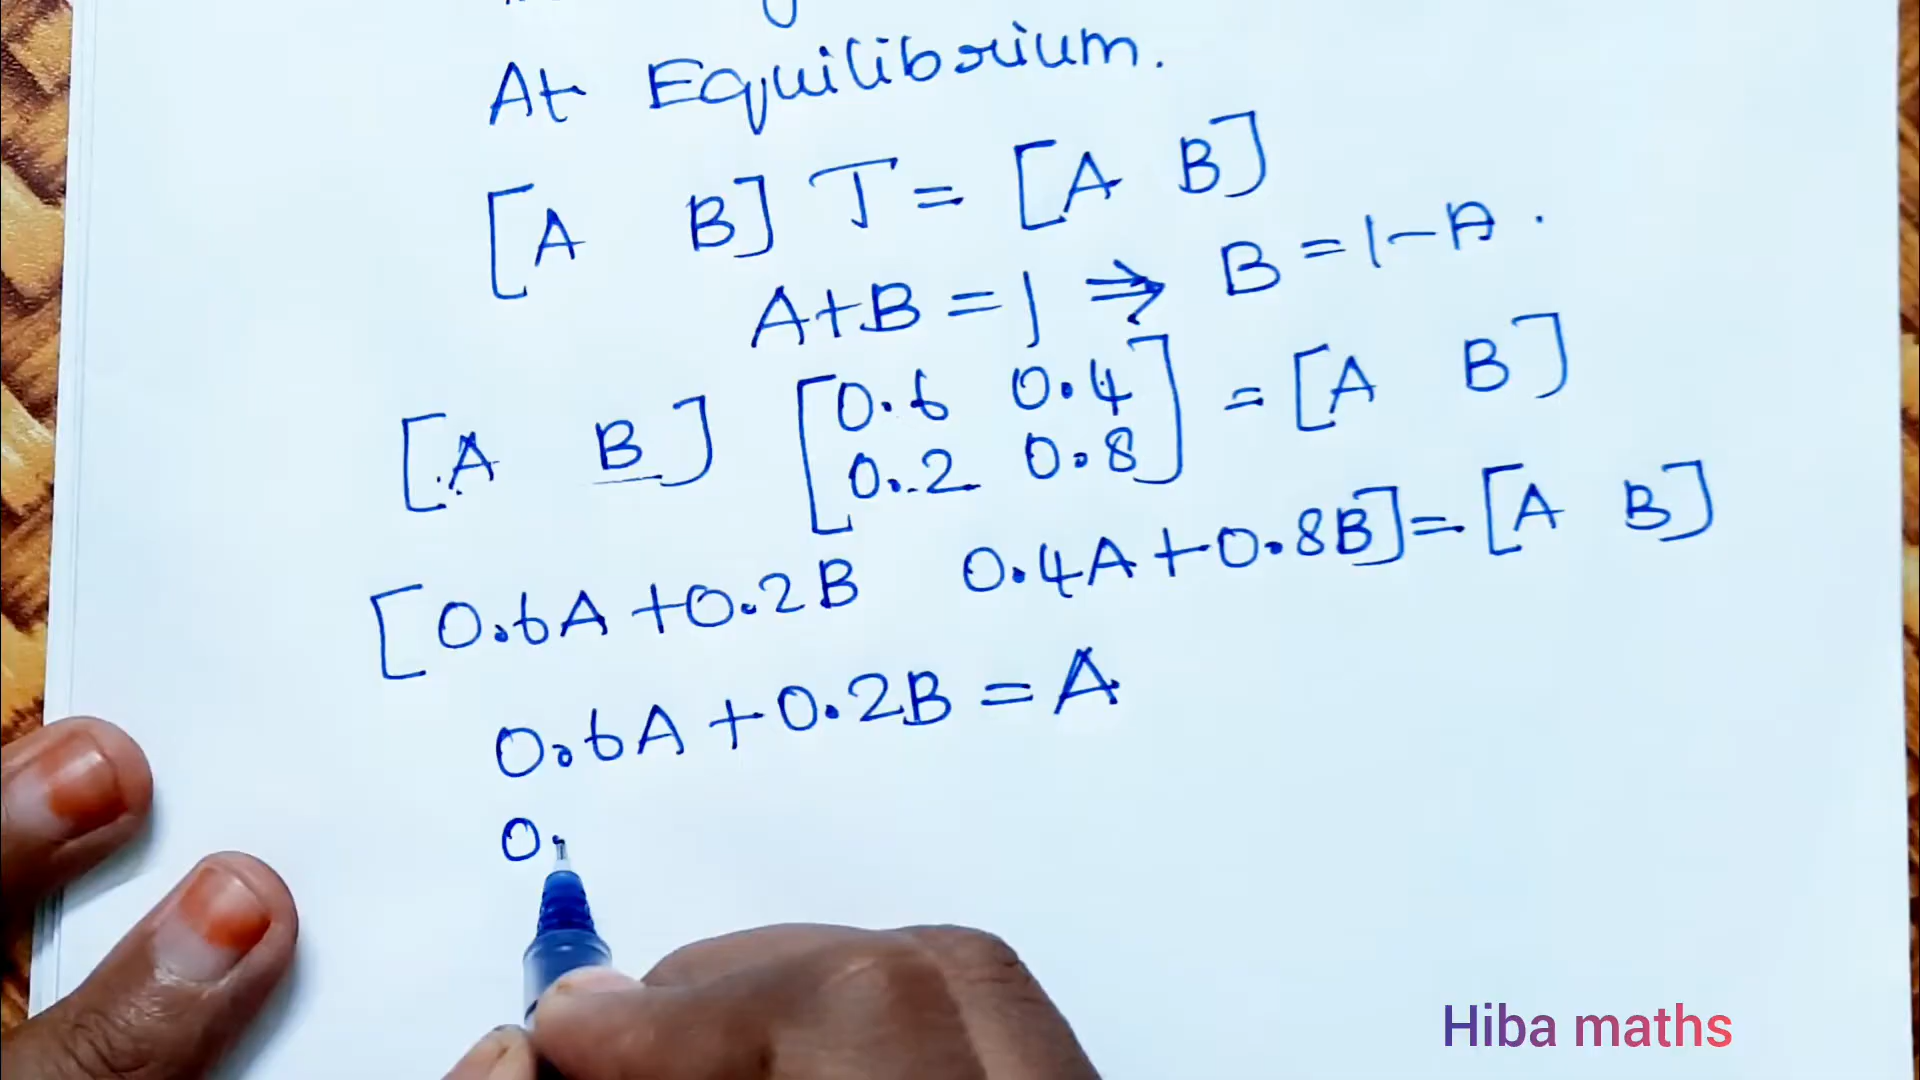 At Equilibrium.
[A B] T = [A B]
A+B = 1 ⇒ B = 1-A.
[A B] [0.6 0.4 = [A B]
0.2 0.8]
[0.6A +0.2B 0.4A+0.8B]=[A B]
0.6A +0.2B = A
0.
Hiba maths